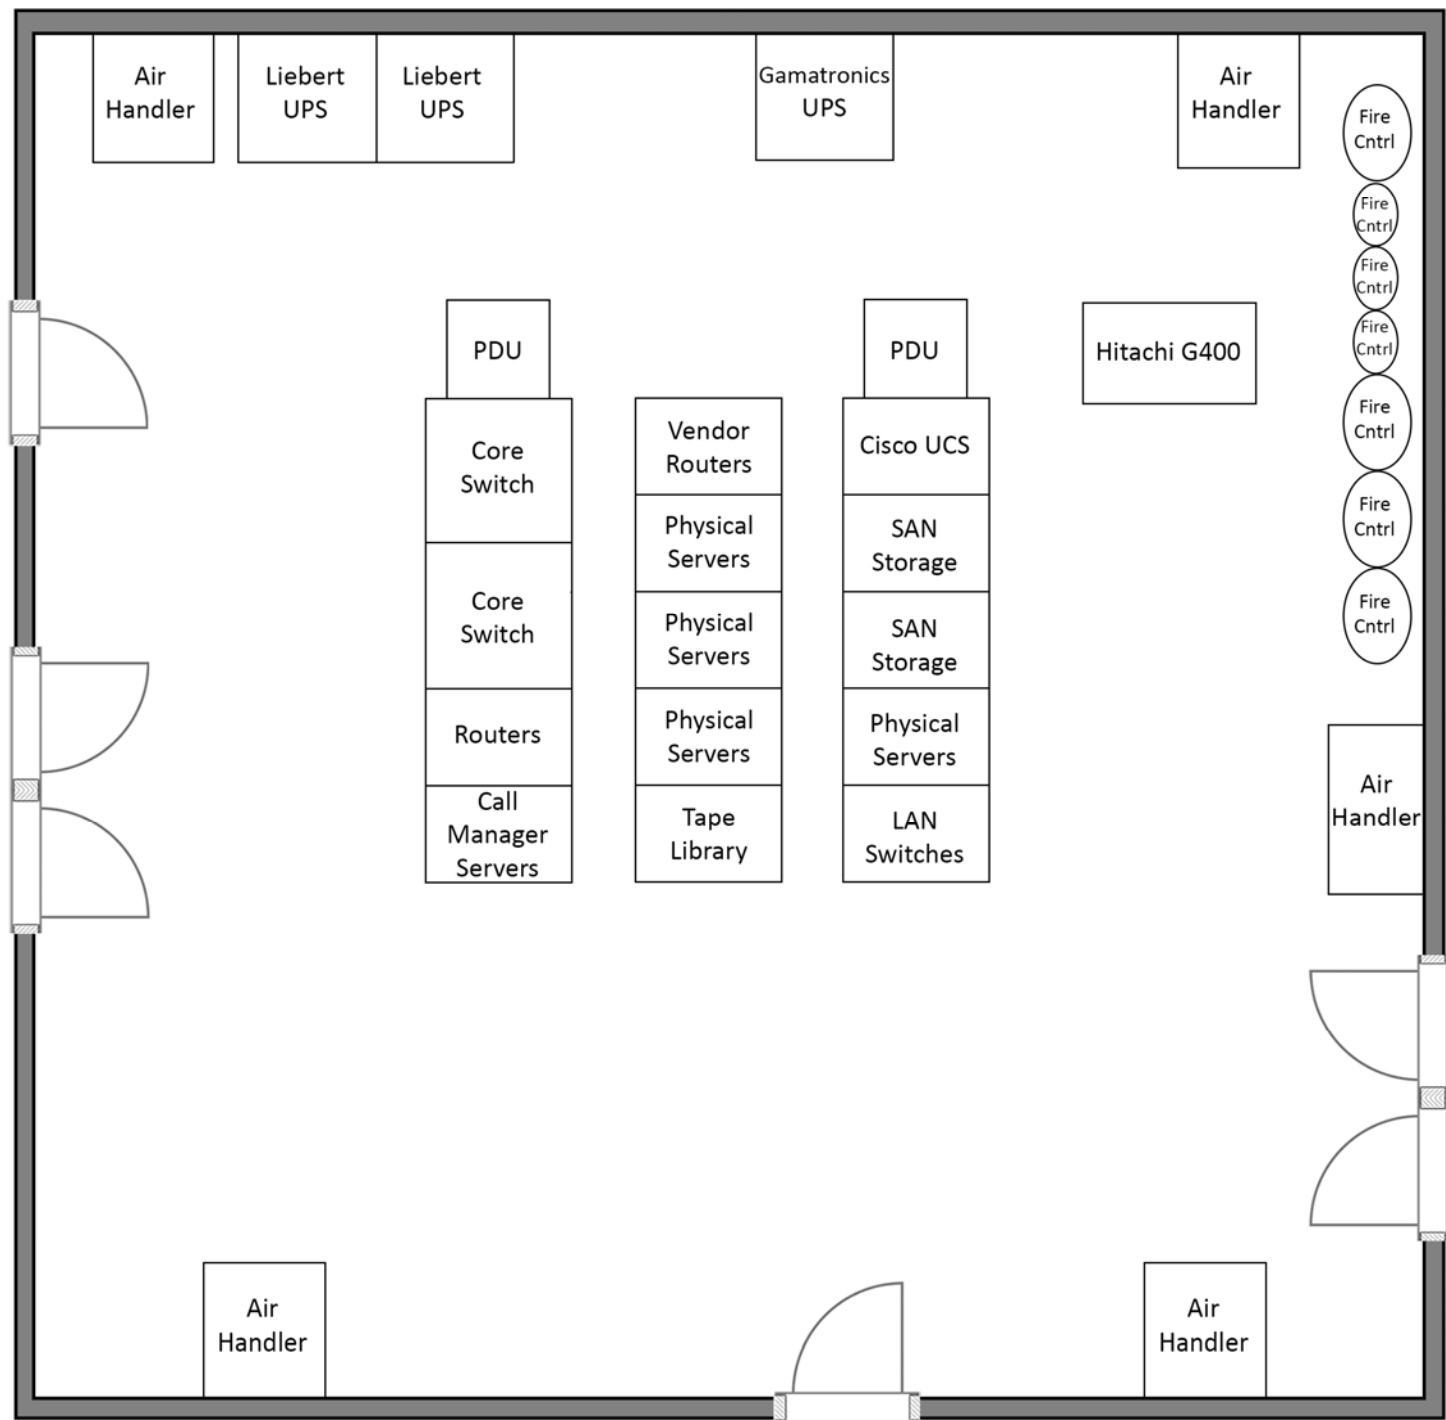 Air
Handler
Liebert
UPS
Liebert
UPS
Gamatronics
UPS
Air
Handler
Fire
Cntrl
Fire
Cntrl
Fire
Cntrl
Fire
Cntrl
Fire
Cntrl
Fire
Cntrl
Fire
Cntrl
PDU
Core
Switch
Core
Switch
Routers
Call
Manager
Servers
Vendor
Routers
Physical
Servers
Physical
Servers
Physical
Servers
Tape
Library
PDU
Cisco UCS
SAN
Storage
SAN
Storage
Physical
Servers
LAN
Switches
Hitachi G400
Air
Handler
Air
Handler
Air
Handler